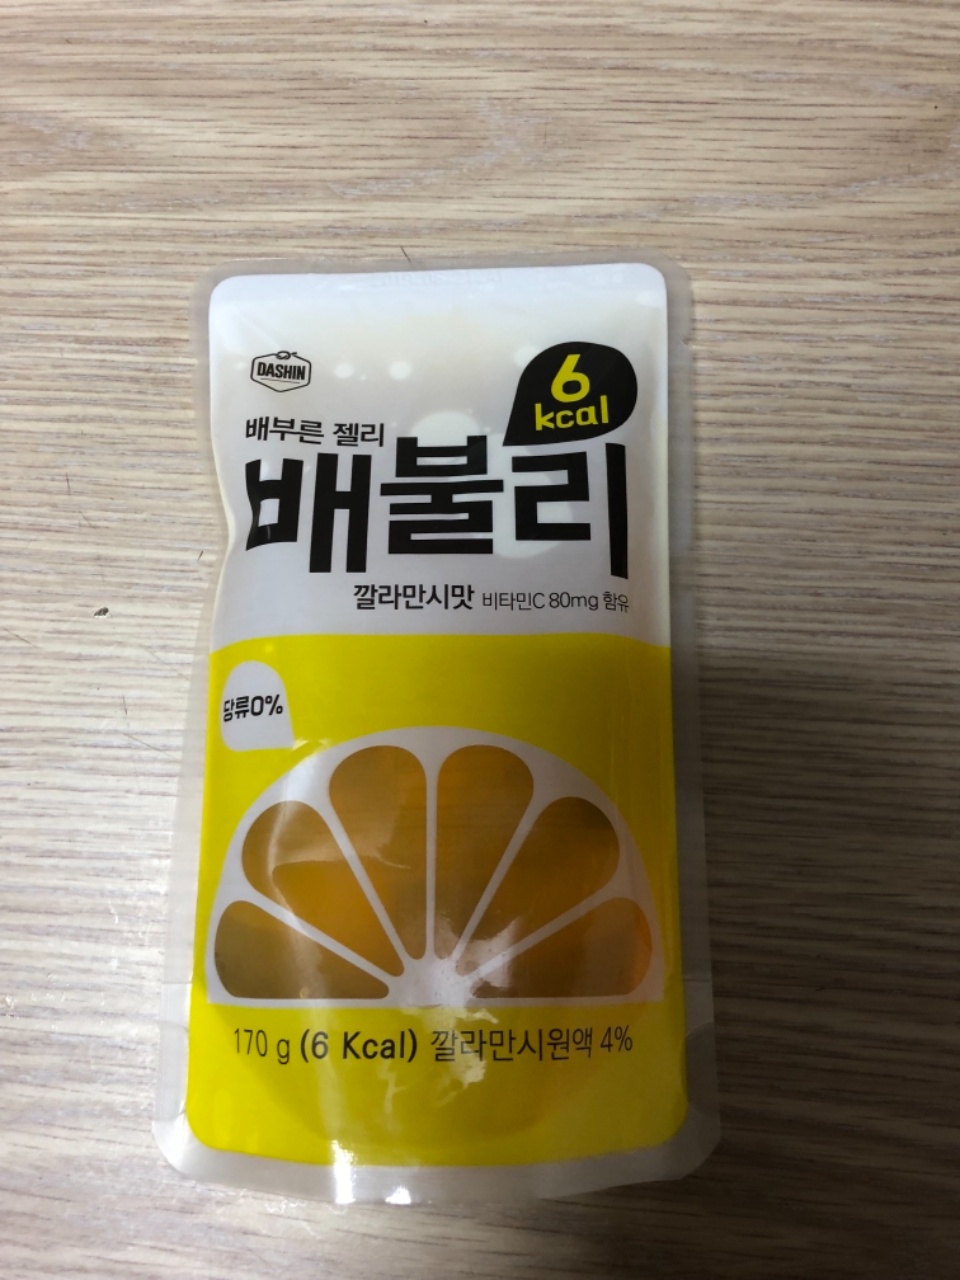 DASHIN
6
kcal
배부른 젤리
배불리
깔라만시맛 비타민C 80mg 함유
당류0%
170 g (6 Kcal) 깔라만시원액 4%